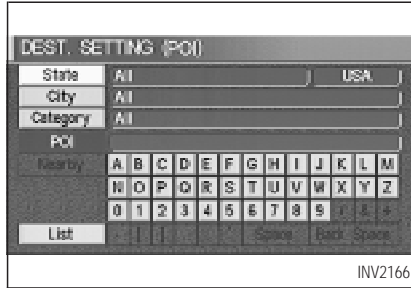 DEST. SETTING (POI)
State All USA
City All
Category All
POI
Nearby A B C D E F G H I J K L M
N O P Q R S T U V W X Y Z
0 1 2 3 4 5 6 7 8 9 / & +
List - [ ] Space Back Space
INV2166